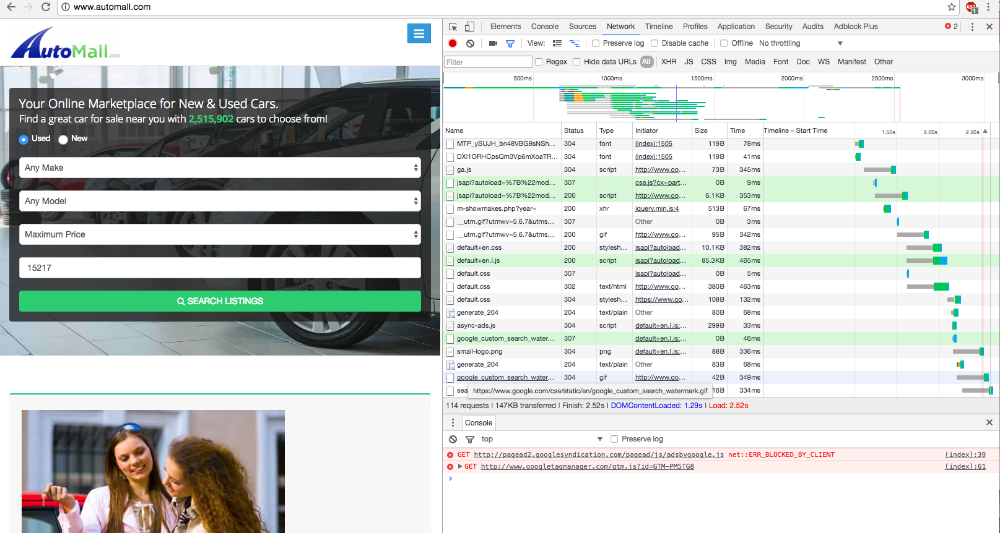 www.automall.com
ABP
1
AutoMall.com
Your Online Marketplace for New & Used Cars.
Find a great car for sale near you with 2,515,902 cars to choose from!
Used New
Any Make
Any Model
Maximum Price
15217
SEARCH LISTINGS
Elements Console Sources Network Timeline Profiles Application Security Audits Adblock Plus 2
View: Preserve log Disable cache Offline No throttling
Filter Regex Hide data URLs All XHR JS CSS Img Media Font Doc WS Manifest Other
500ms 1000ms 1500ms 2000ms 2500ms 3000ms
Name Status Type Initiator Size Time Timeline – Start Time 1.50s 2.00s 2.50s
MTP_ySUJH_bn48VBG8sNSh... 304 font (index):1505 119B 78ms
DXI1ORHCpsQm3Vp6mXoaTR... 304 font (index):1505 119B 41ms
ga.js 304 script http://www.go... 73B 345ms
jsapi?autoload=%7B%22mod... 307 cse.js?cx=part... 0B 9ms
jsapi?autoload=%7B%22mod... 200 script http://www.go... 6.1KB 353ms
m-showmakes.php?year= 200 xhr jquery.min.js:4 513B 67ms
__utm.gif?utmwv=5.6.7&utms... 307 Other 0B 3ms
__utm.gif?utmwv=5.6.7&utms... 200 gif http://www.go... 95B 342ms
default+en.css 200 stylesh... jsapi?autoload... 10.1KB 382ms
default+en.I.js 200 script jsapi?autoload... 85.3KB 465ms
default.css 307 jsapi?autoload... 0B 5ms
default.css 302 text/html http://www.go... 380B 463ms
default.css 304 stylesh... https://www.go... 108B 132ms
generate_204 204 text/plain Other 80B 68ms
async-ads.js 304 script default+en.I.js:... 299B 33ms
google_custom_search_water... 307 default+en.I.js:... 0B 46ms
small-logo.png 304 png default+en.I.js:... 88B 336ms
generate_204 204 text/plain Other 83B 68ms
google_custom_search_water... 304 gif http://www.go... 42B 349ms
sea https://www.google.com/cse/static/en/google_custom_search_watermark.gif 16B 334ms
114 requests | 147KB transferred | Finish: 2.52s | DOMContentLoaded: 1.29s | Load: 2.52s
Console
top Preserve log
GET http://pagead2.googlesyndication.com/pagead/js/adsbygoogle.js net::ERR_BLOCKED_BY_CLIENT (index):39
GET http://www.googletagmanager.com/gtm.js?id=GTM-PM5TG8 (index):61